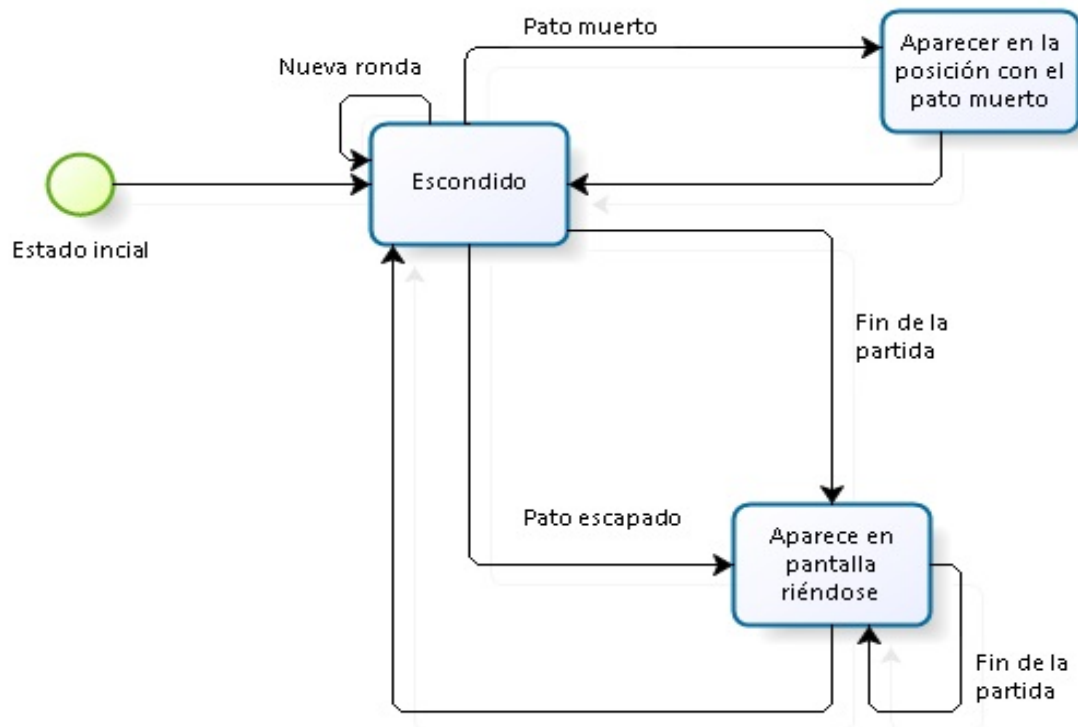 Pato muerto
Aparecer en la
posición con el
pato muerto
Nueva ronda
Escondido
Estado incial
Fin de la
partida
Pato escapado
Aparece en
pantalla
riéndose
Fin de la
partida